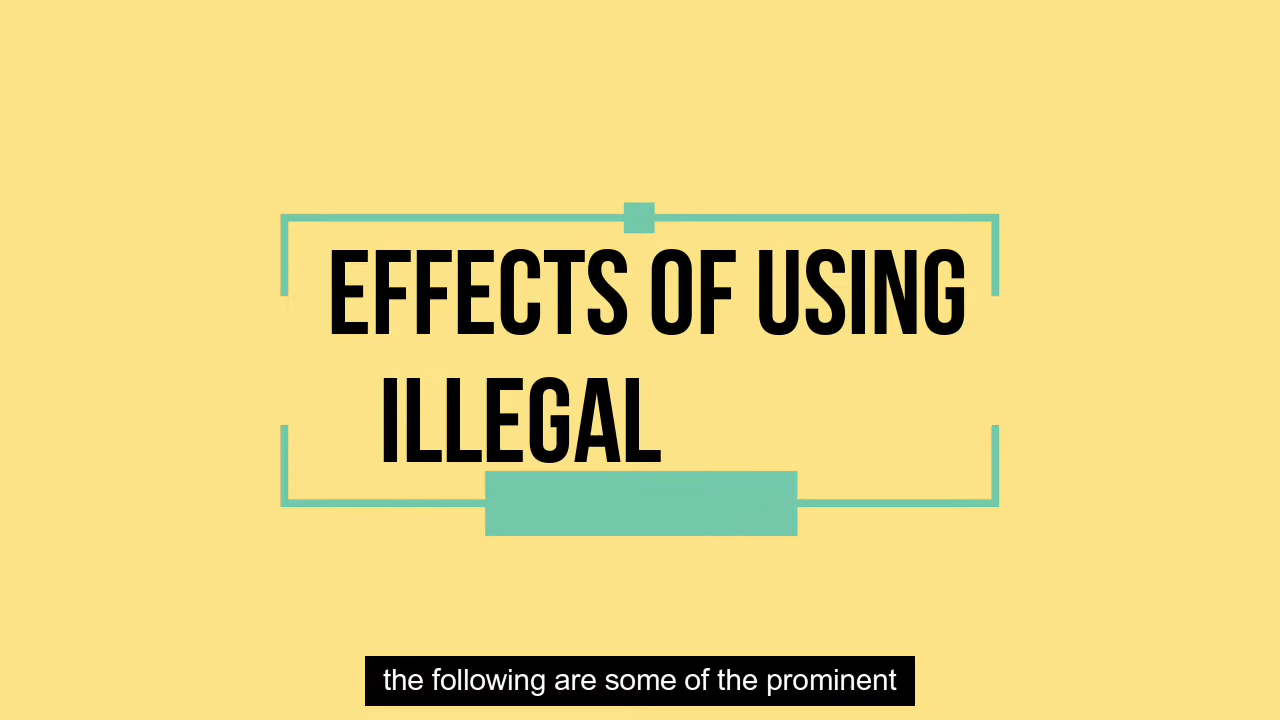 EFFECTS OF USING
ILLEGAL
the following are some of the prominent